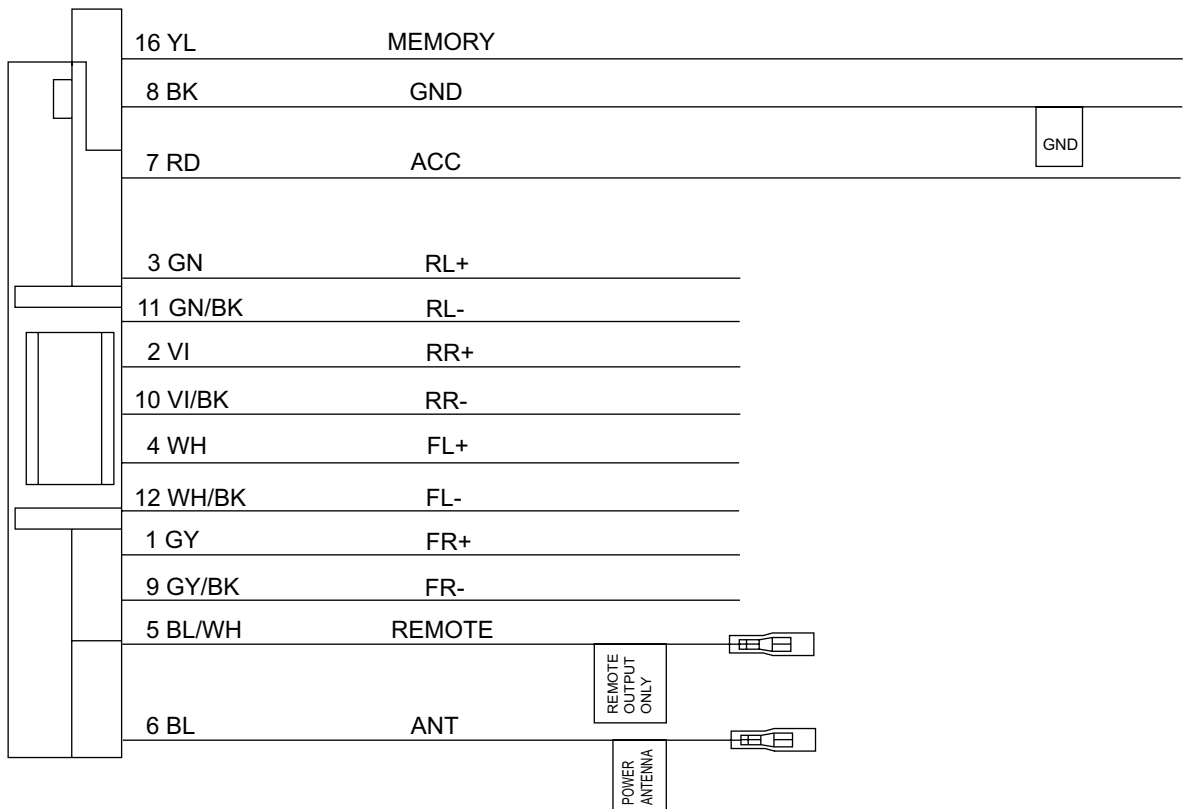 16 YL MEMORY
8 BK GND
GND
7 RD ACC
3 GN RL+
11 GN/BK RL-
2 VI RR+
10 VI/BK RR-
4 WH FL+
12 WH/BK FL-
1 GY FR+
9 GY/BK FR-
5 BL/WH REMOTE
REMOTE
OUTPUT
ONLY
6 BL ANT
POWER
ANTENNA